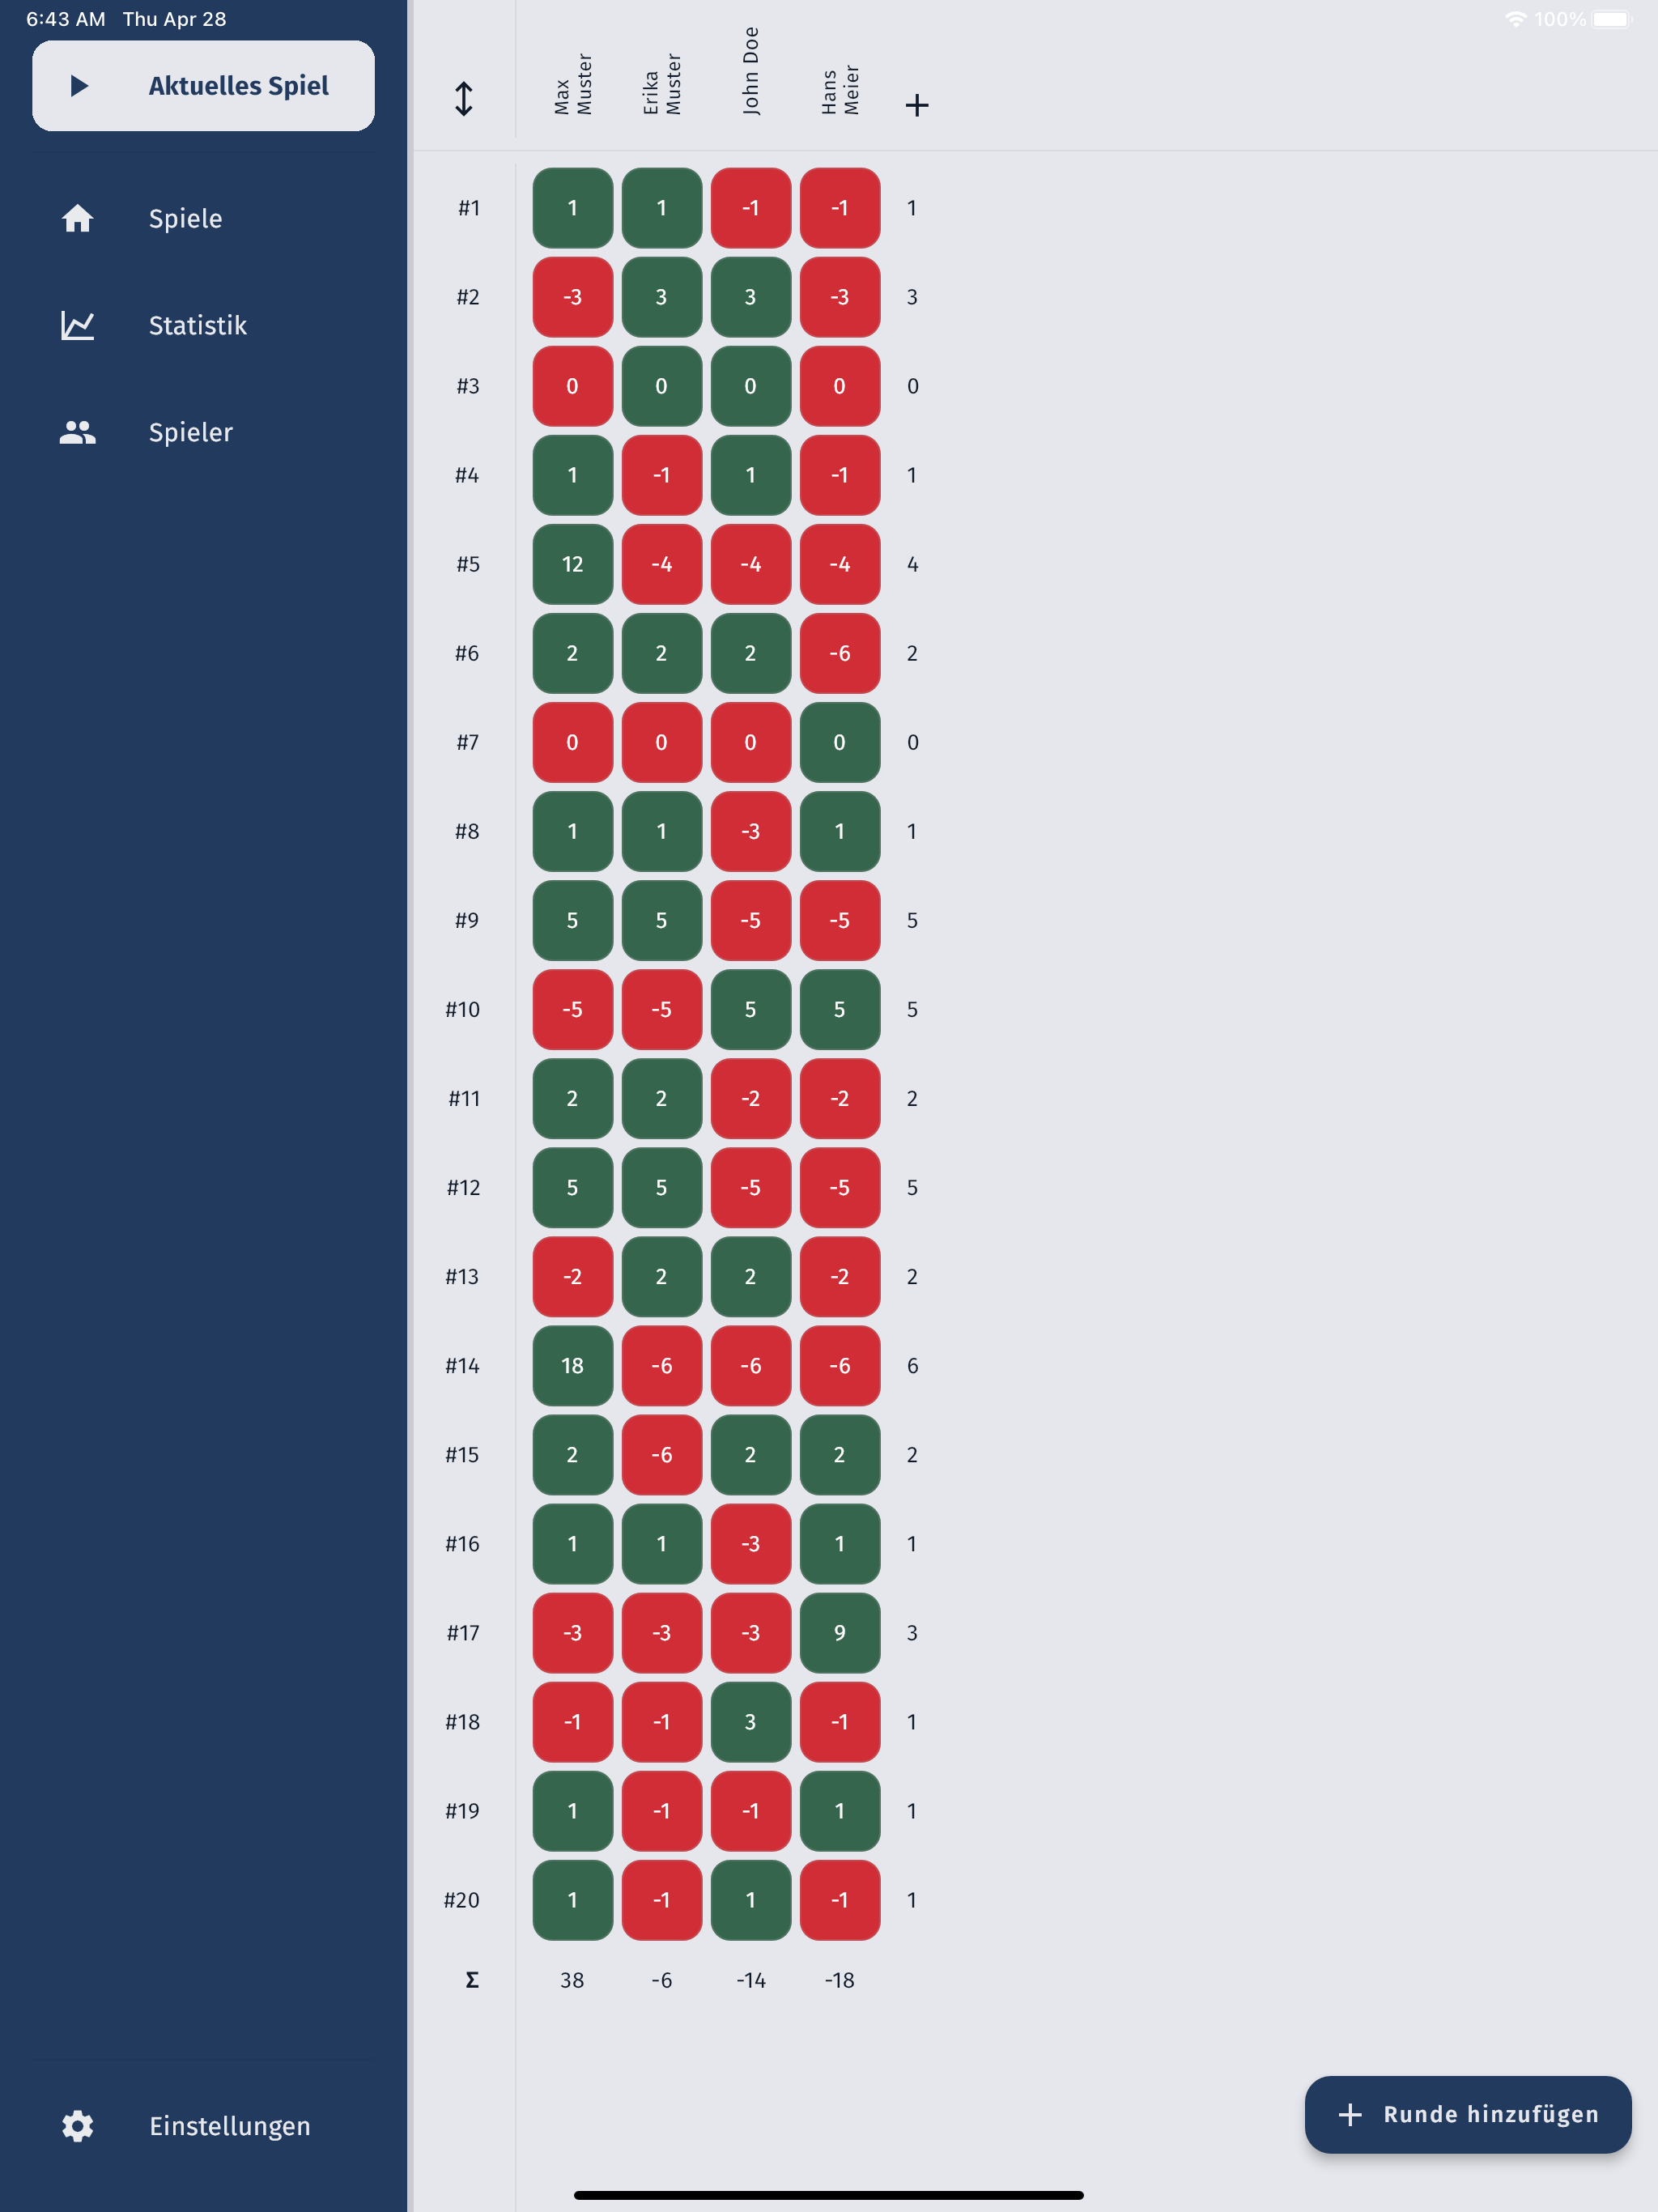 6:43 AM Thu Apr 28
100%
Aktuelles Spiel
Spiele
Statistik
Spieler
Einstellungen
Max
Muster
Erika
Muster
John Doe
Hans
Meier
#1 1 1 -1 -1 1
#2 -3 3 3 -3 3
#3 0 0 0 0 0
#4 1 -1 1 -1 1
#5 12 -4 -4 -4 4
#6 2 2 2 -6 2
#7 0 0 0 0 0
#8 1 1 -3 1 1
#9 5 5 -5 -5 5
#10 -5 -5 5 5 5
#11 2 2 -2 -2 2
#12 5 5 -5 -5 5
#13 -2 2 2 -2 2
#14 18 -6 -6 -6 6
#15 2 -6 2 2 2
#16 1 1 -3 1 1
#17 -3 -3 -3 9 3
#18 -1 -1 3 -1 1
#19 1 -1 -1 1 1
#20 1 -1 1 -1 1
Σ 38 -6 -14 -18
Runde hinzufügen